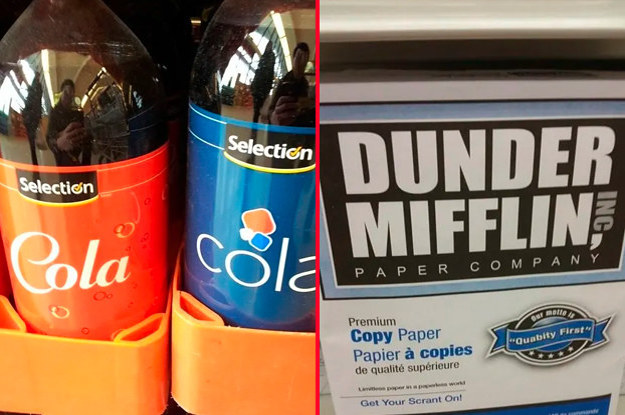 Selection
Cola
Selection
cola
DUNDER
MIFFLIN, INC
PAPER COMPANY
Premium
Copy Paper
Papier à copies
de qualité supérieure
Our motto is
"Quabity First"
Limitless paper in a paperless world
Get Your Scrant On!